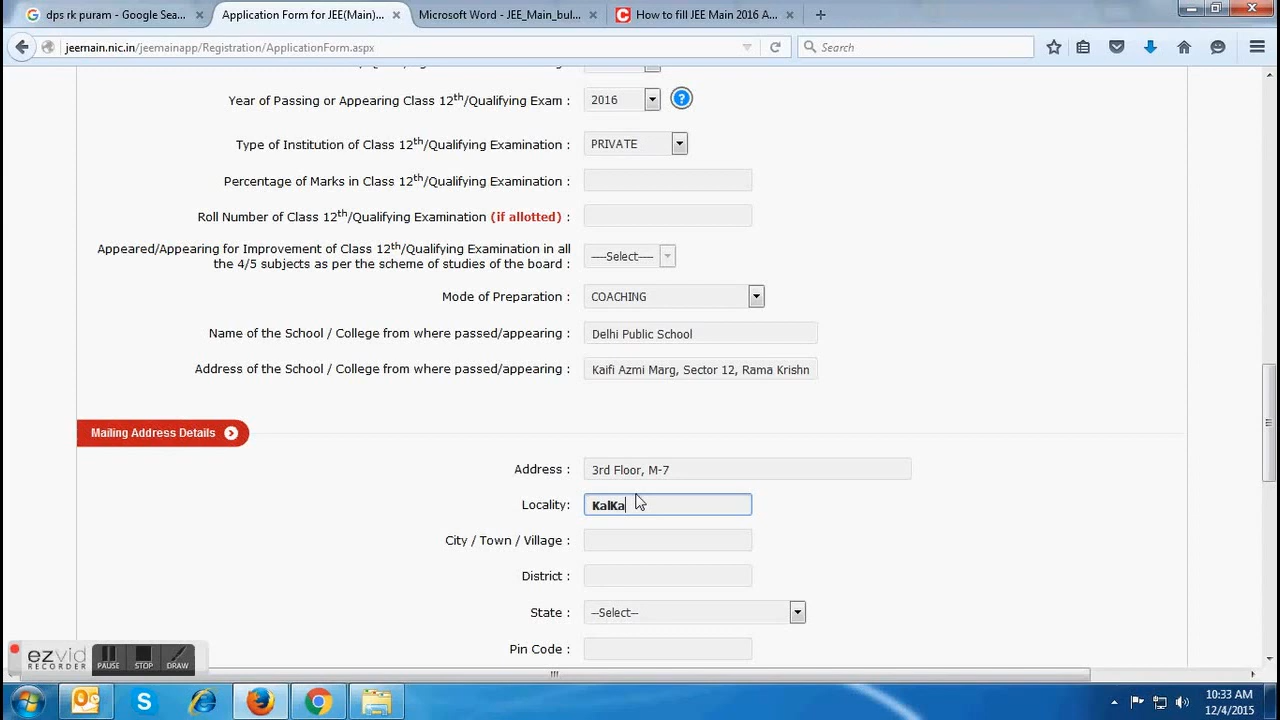 dps rk puram - Google Sea...
Application Form for JEE(Main)...
Microsoft Word - JEE_Main_bul...
How to fill JEE Main 2016 A...
jeemain.nic.in/jeemainapp/Registration/ApplicationForm.aspx
Search
Year of Passing or Appearing Class 12th/Qualifying Exam : 2016 ?
Type of Institution of Class 12th/Qualifying Examination : PRIVATE
Percentage of Marks in Class 12th/Qualifying Examination :
Roll Number of Class 12th/Qualifying Examination (if allotted) :
Appeared/Appearing for Improvement of Class 12th/Qualifying Examination in all
the 4/5 subjects as per the scheme of studies of the board : ----Select----
Mode of Preparation : COACHING
Name of the School / College from where passed/appearing : Delhi Public School
Address of the School / College from where passed/appearing : Kaifi Azmi Marg, Sector 12, Rama Krishn
Mailing Address Details
Address : 3rd Floor, M-7
Locality: KalKa
City / Town / Village :
District :
State : --Select--
Pin Code :
ezvid
RECORDER
PAUSE STOP DRAW
10:33 AM
12/4/2015